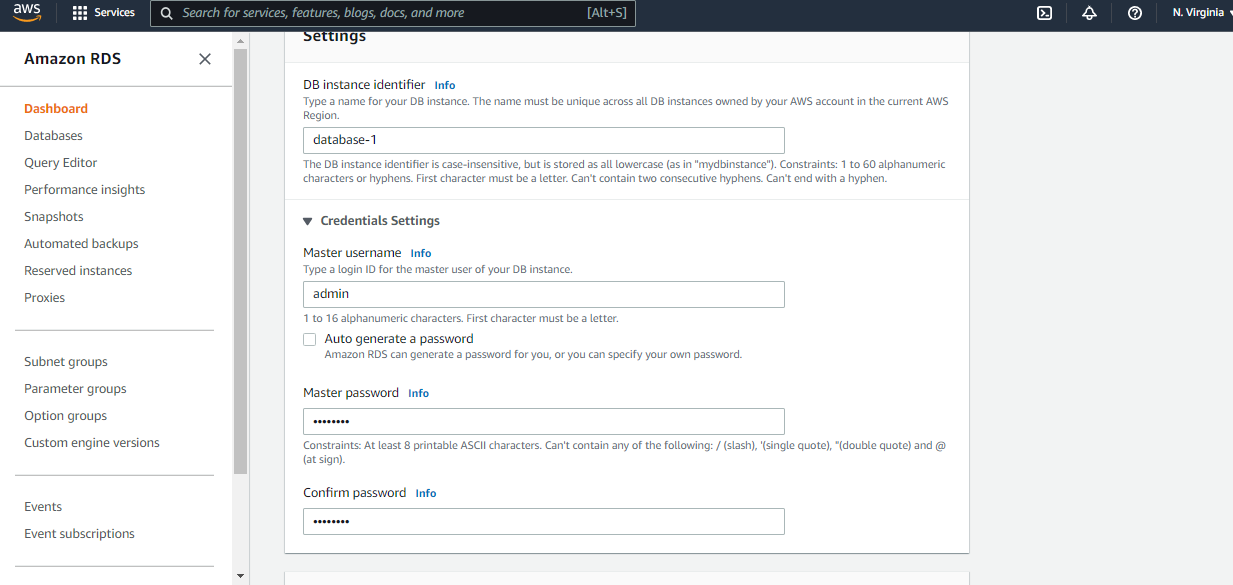 aws
Services
Search for services, features, blogs, docs, and more
[Alt+S]
N. Virginia
Amazon RDS
Dashboard
Databases
Query Editor
Performance insights
Snapshots
Automated backups
Reserved instances
Proxies
Subnet groups
Parameter groups
Option groups
Custom engine versions
Events
Event subscriptions
Settings
DB instance identifier Info
Type a name for your DB instance. The name must be unique across all DB instances owned by your AWS account in the current AWS
Region.
database-1
The DB instance identifier is case-insensitive, but is stored as all lowercase (as in "mydbinstance"). Constraints: 1 to 60 alphanumeric
characters or hyphens. First character must be a letter. Can't contain two consecutive hyphens. Can't end with a hyphen.
Credentials Settings
Master username Info
Type a login ID for the master user of your DB instance.
admin
1 to 16 alphanumeric characters. First character must be a letter.
Auto generate a password
Amazon RDS can generate a password for you, or you can specify your own password.
Master password Info
••••••••
Constraints: At least 8 printable ASCII characters. Can't contain any of the following: / (slash), '(single quote), "(double quote) and @
(at sign).
Confirm password Info
••••••••